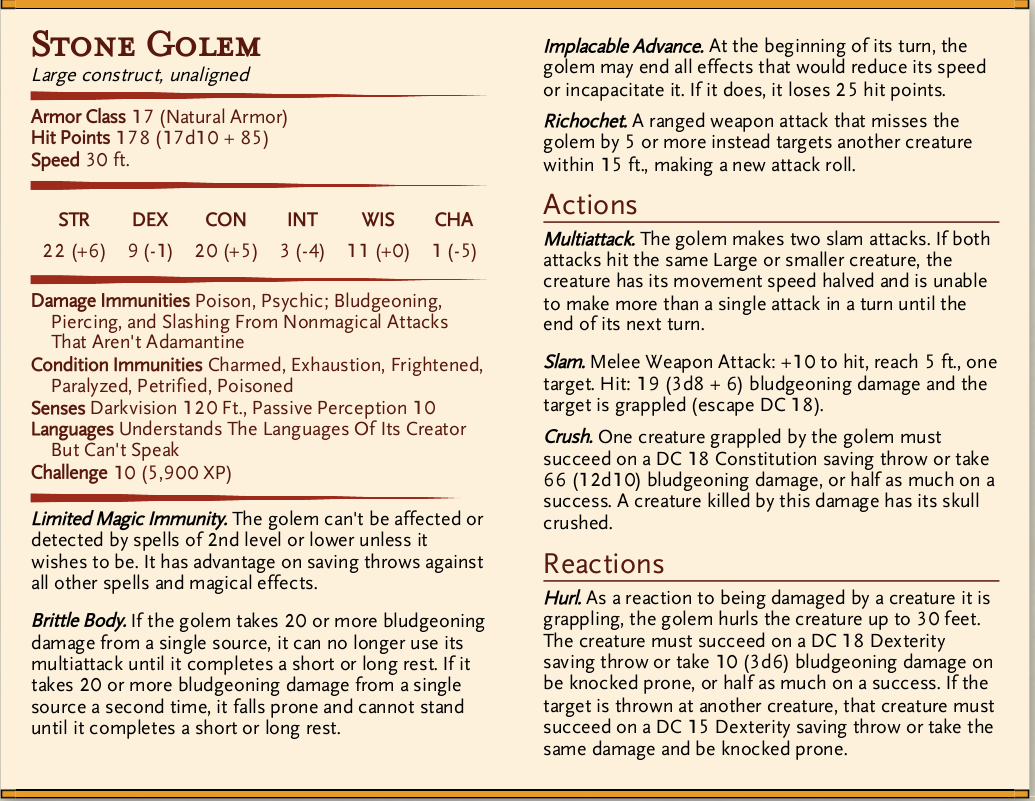 Stone Golem
Large construct, unaligned
Armor Class 17 (Natural Armor)
Hit Points 178 (17d10 + 85)
Speed 30 ft.
STR DEX CON INT WIS CHA
22 (+6) 9 (-1) 20 (+5) 3 (-4) 11 (+0) 1 (-5)
Damage Immunities Poison, Psychic; Bludgeoning,
Piercing, and Slashing From Nonmagical Attacks
That Aren't Adamantine
Condition Immunities Charmed, Exhaustion, Frightened,
Paralyzed, Petrified, Poisoned
Senses Darkvision 120 Ft., Passive Perception 10
Languages Understands The Languages Of Its Creator
But Can't Speak
Challenge 10 (5,900 XP)
Limited Magic Immunity. The golem can't be affected or
detected by spells of 2nd level or lower unless it
wishes to be. It has advantage on saving throws against
all other spells and magical effects.
Brittle Body. If the golem takes 20 or more bludgeoning
damage from a single source, it can no longer use its
multiattack until it completes a short or long rest. If it
takes 20 or more bludgeoning damage from a single
source a second time, it falls prone and cannot stand
until it completes a short or long rest.
Implacable Advance. At the beginning of its turn, the
golem may end all effects that would reduce its speed
or incapacitate it. If it does, it loses 25 hit points.
Richochet. A ranged weapon attack that misses the
golem by 5 or more instead targets another creature
within 15 ft., making a new attack roll.
Actions
Multiattack. The golem makes two slam attacks. If both
attacks hit the same Large or smaller creature, the
creature has its movement speed halved and is unable
to make more than a single attack in a turn until the
end of its next turn.
Slam. Melee Weapon Attack: +10 to hit, reach 5 ft., one
target. Hit: 19 (3d8 + 6) bludgeoning damage and the
target is grappled (escape DC 18).
Crush. One creature grappled by the golem must
succeed on a DC 18 Constitution saving throw or take
66 (12d10) bludgeoning damage, or half as much on a
success. A creature killed by this damage has its skull
crushed.
Reactions
Hurl. As a reaction to being damaged by a creature it is
grappling, the golem hurls the creature up to 30 feet.
The creature must succeed on a DC 18 Dexterity
saving throw or take 10 (3d6) bludgeoning damage on
be knocked prone, or half as much on a success. If the
target is thrown at another creature, that creature must
succeed on a DC 15 Dexterity saving throw or take the
same damage and be knocked prone.